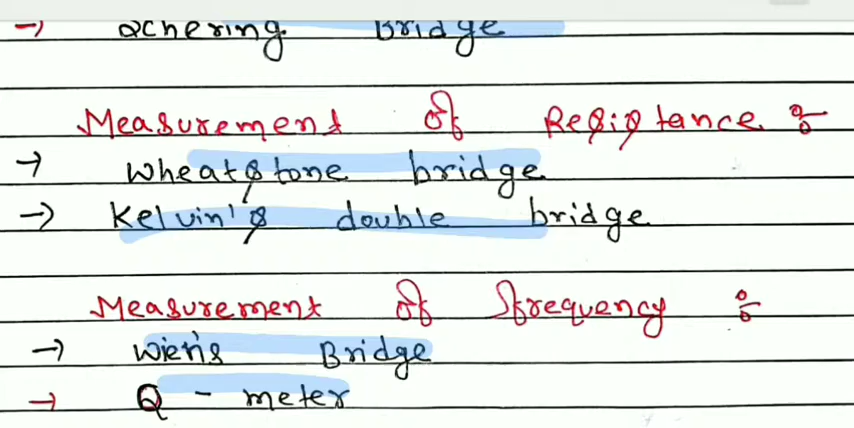 → Schering Bridge
Measurement of Resistance :-
→ Wheatstone bridge
→ Kelvin's double bridge
Measurement of frequency :-
→ Wien's Bridge
→ Q - meter